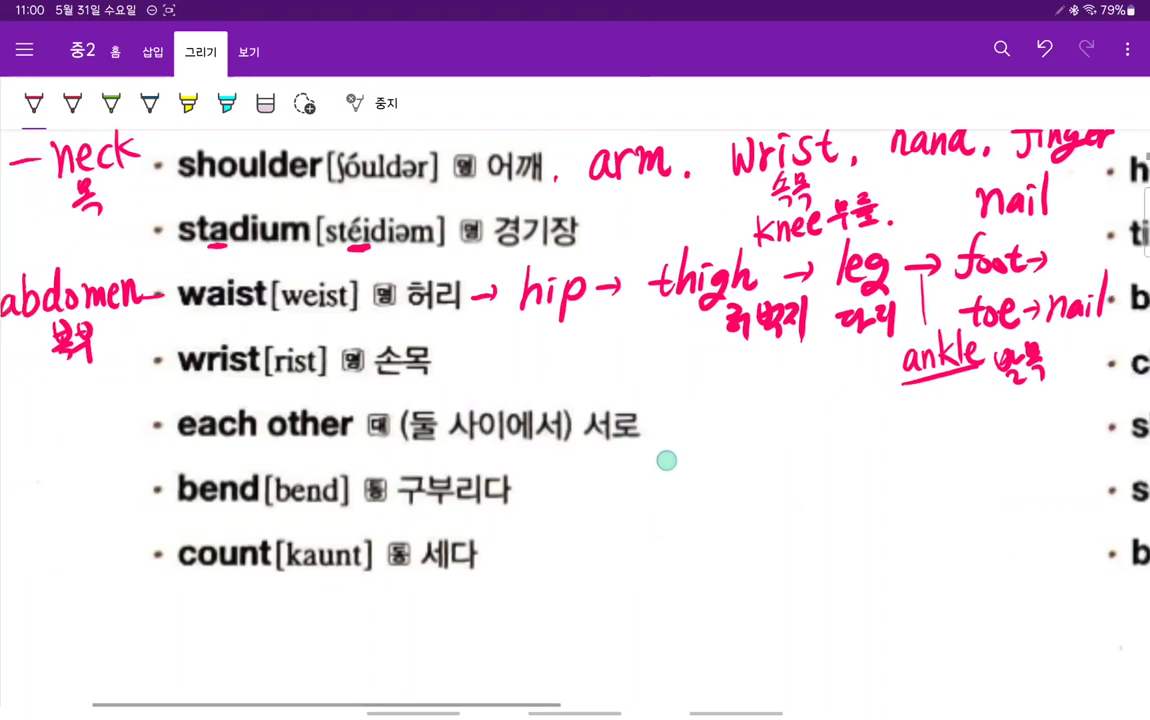 11:00 5월 31일 수요일 79%
중2 홈 삽입 그리기 보기
중지
– neck • shoulder[ʃóuldər] 명 어깨, arm. wrist, hand. finger
목 손목 nail
• stadium[stéidiəm] 명 경기장 knee 무릎.
abdomen – waist[weist] 명 허리 → hip → thigh → leg → foot →
복부 허벅지 다리 toe → nail
• wrist[rist] 명 손목 ankle 발목
• each other 대 (둘 사이에서) 서로
• bend[bend] 동 구부리다
• count[kaunt] 동 세다
• h
• ti
• b
• c
• s
• s
• b